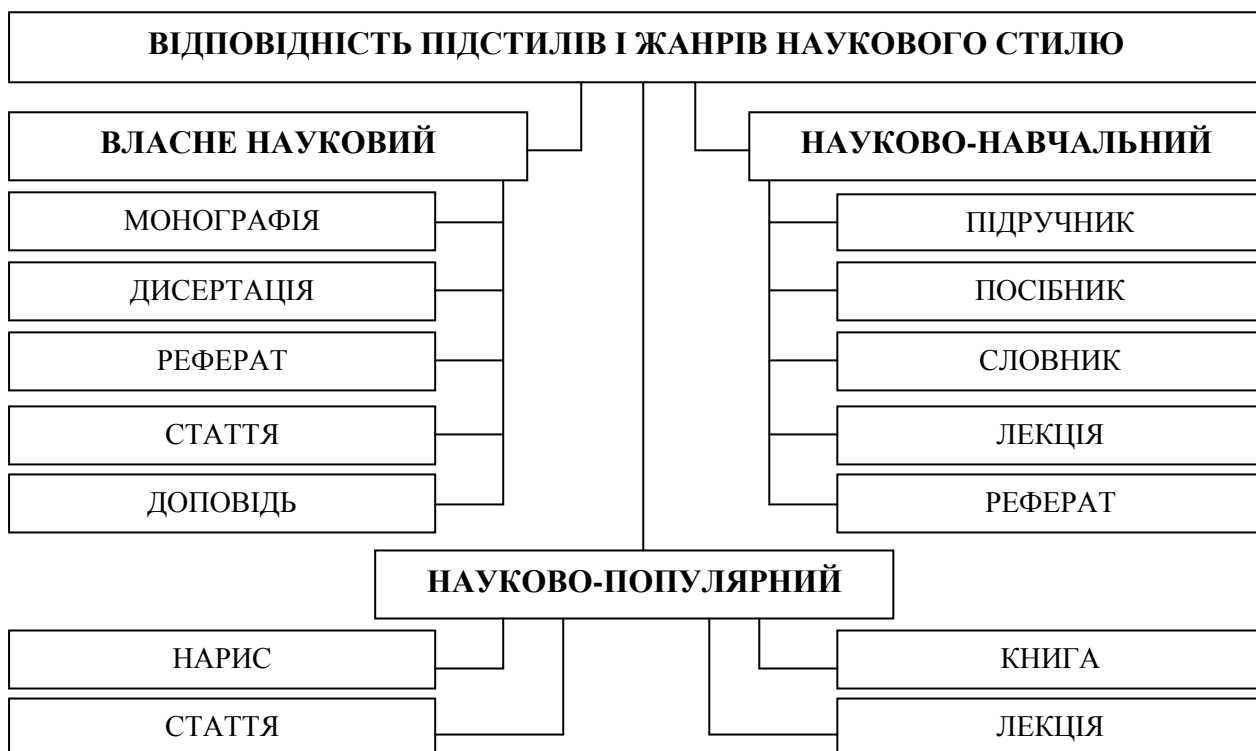 ВІДПОВІДНІСТЬ ПІДСТИЛІВ І ЖАНРІВ НАУКОВОГО СТИЛЮ
ВЛАСНЕ НАУКОВИЙ
МОНОГРАФІЯ
ДИСЕРТАЦІЯ
РЕФЕРАТ
СТАТТЯ
ДОПОВІДЬ
НАУКОВО-НАВЧАЛЬНИЙ
ПІДРУЧНИК
ПОСІБНИК
СЛОВНИК
ЛЕКЦІЯ
РЕФЕРАТ
НАУКОВО-ПОПУЛЯРНИЙ
НАРИС
СТАТТЯ
КНИГА
ЛЕКЦІЯ